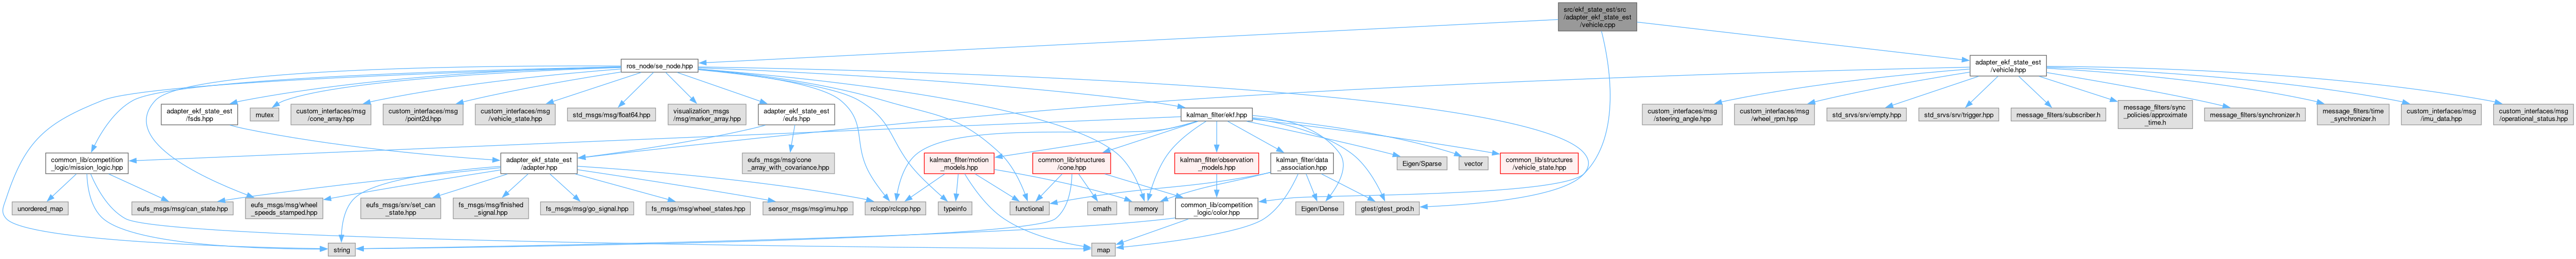 src/ekf_state_est/src
/adapter_ekf_state_est
/vehicle.cpp
ros_node/se_node.hpp
adapter_ekf_state_est
/vehicle.hpp
adapter_ekf_state_est
/fsds.hpp
mutex
custom_interfaces/msg
/cone_array.hpp
custom_interfaces/msg
/point2d.hpp
custom_interfaces/msg
/vehicle_state.hpp
std_msgs/msg/float64.hpp
visualization_msgs
/msg/marker_array.hpp
adapter_ekf_state_est
/eufs.hpp
kalman_filter/ekf.hpp
custom_interfaces/msg
/steering_angle.hpp
custom_interfaces/msg
/wheel_rpm.hpp
std_srvs/srv/empty.hpp
std_srvs/srv/trigger.hpp
message_filters/subscriber.h
message_filters/sync
_policies/approximate
_time.h
message_filters/synchronizer.h
message_filters/time
_synchronizer.h
custom_interfaces/msg
/imu_data.hpp
custom_interfaces/msg
/operational_status.hpp
common_lib/competition
_logic/mission_logic.hpp
adapter_ekf_state_est
/adapter.hpp
eufs_msgs/msg/cone
_array_with_covariance.hpp
kalman_filter/motion
_models.hpp
common_lib/structures
/cone.hpp
kalman_filter/observation
_models.hpp
kalman_filter/data
_association.hpp
Eigen/Sparse
vector
common_lib/structures
/vehicle_state.hpp
unordered_map
eufs_msgs/msg/can_state.hpp
eufs_msgs/msg/wheel
_speeds_stamped.hpp
eufs_msgs/srv/set_can
_state.hpp
fs_msgs/msg/finished
_signal.hpp
fs_msgs/msg/go_signal.hpp
fs_msgs/msg/wheel_states.hpp
sensor_msgs/msg/imu.hpp
rclcpp/rclcpp.hpp
typeinfo
functional
cmath
memory
common_lib/competition
_logic/color.hpp
Eigen/Dense
gtest/gtest_prod.h
string
map